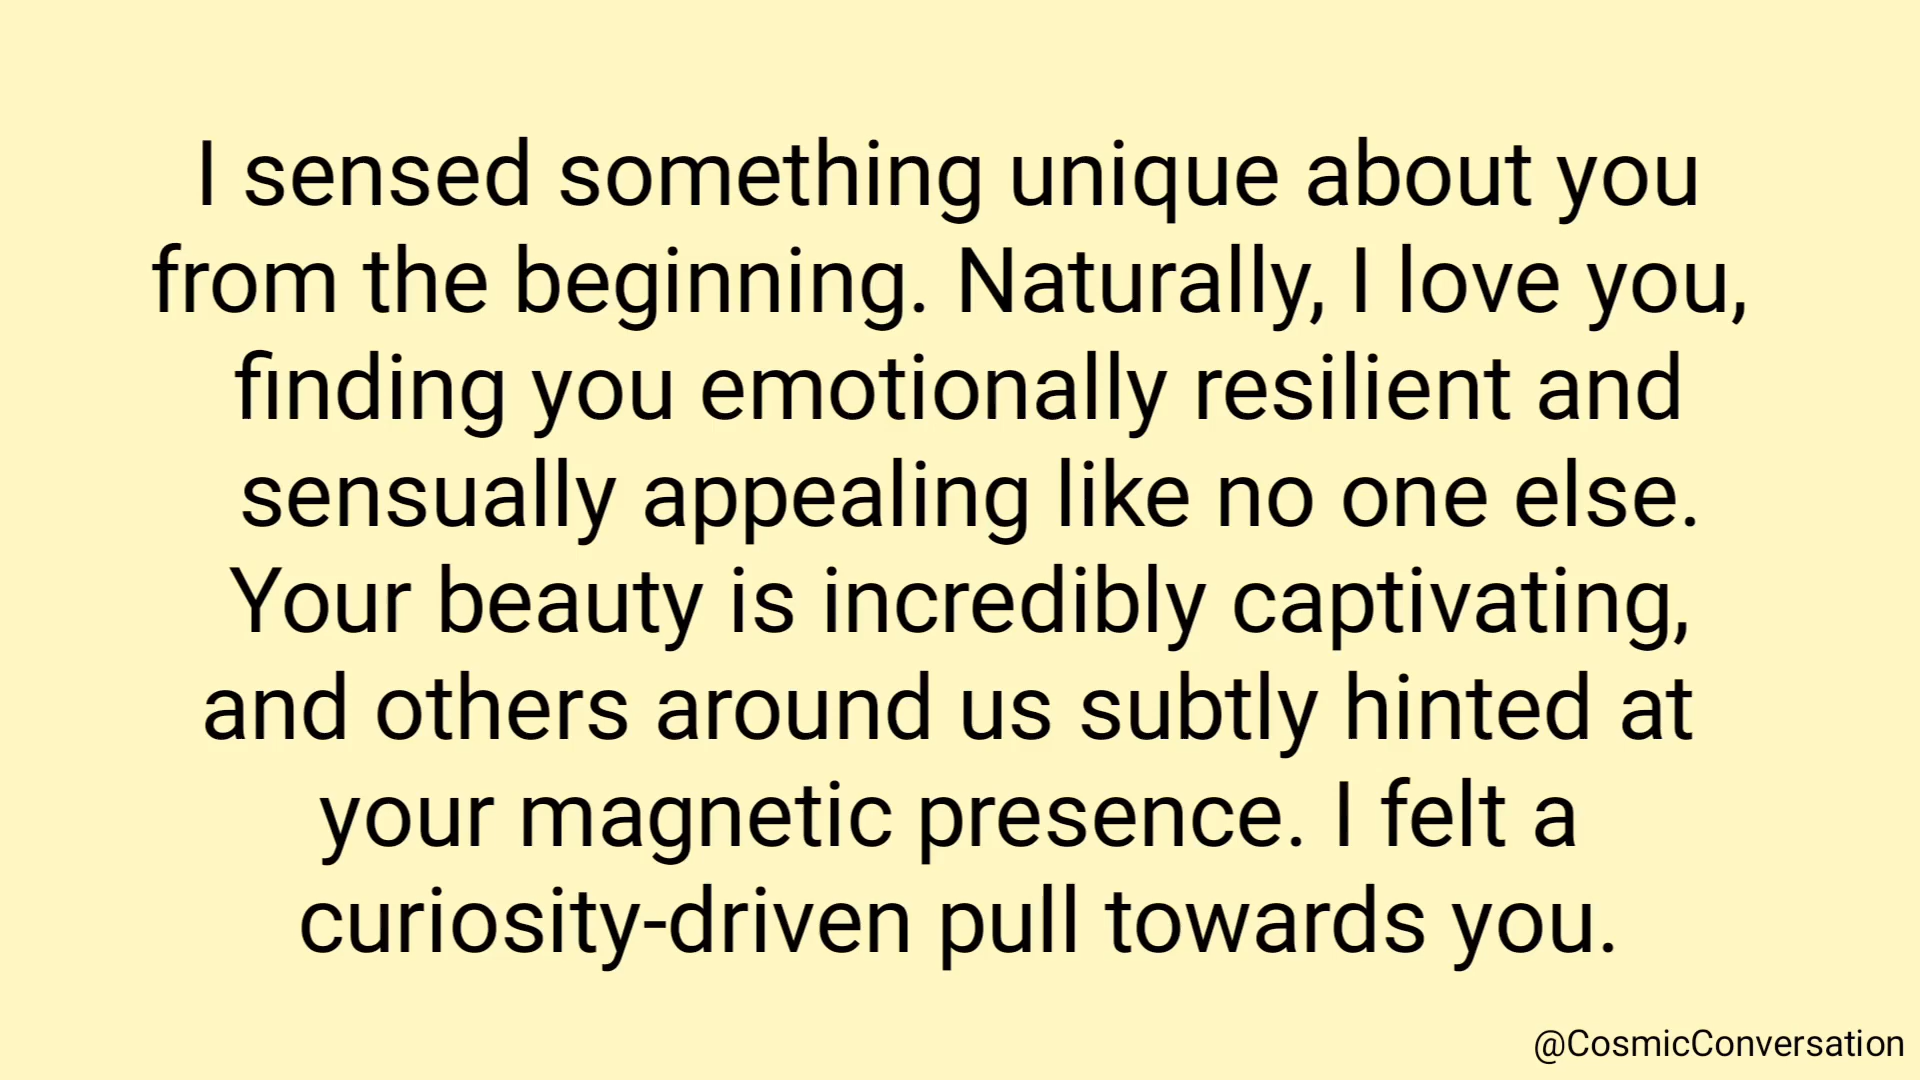 I sensed something unique about you
from the beginning. Naturally, I love you,
finding you emotionally resilient and
sensually appealing like no one else.
Your beauty is incredibly captivating,
and others around us subtly hinted at
your magnetic presence. I felt a
curiosity-driven pull towards you.
@CosmicConversation